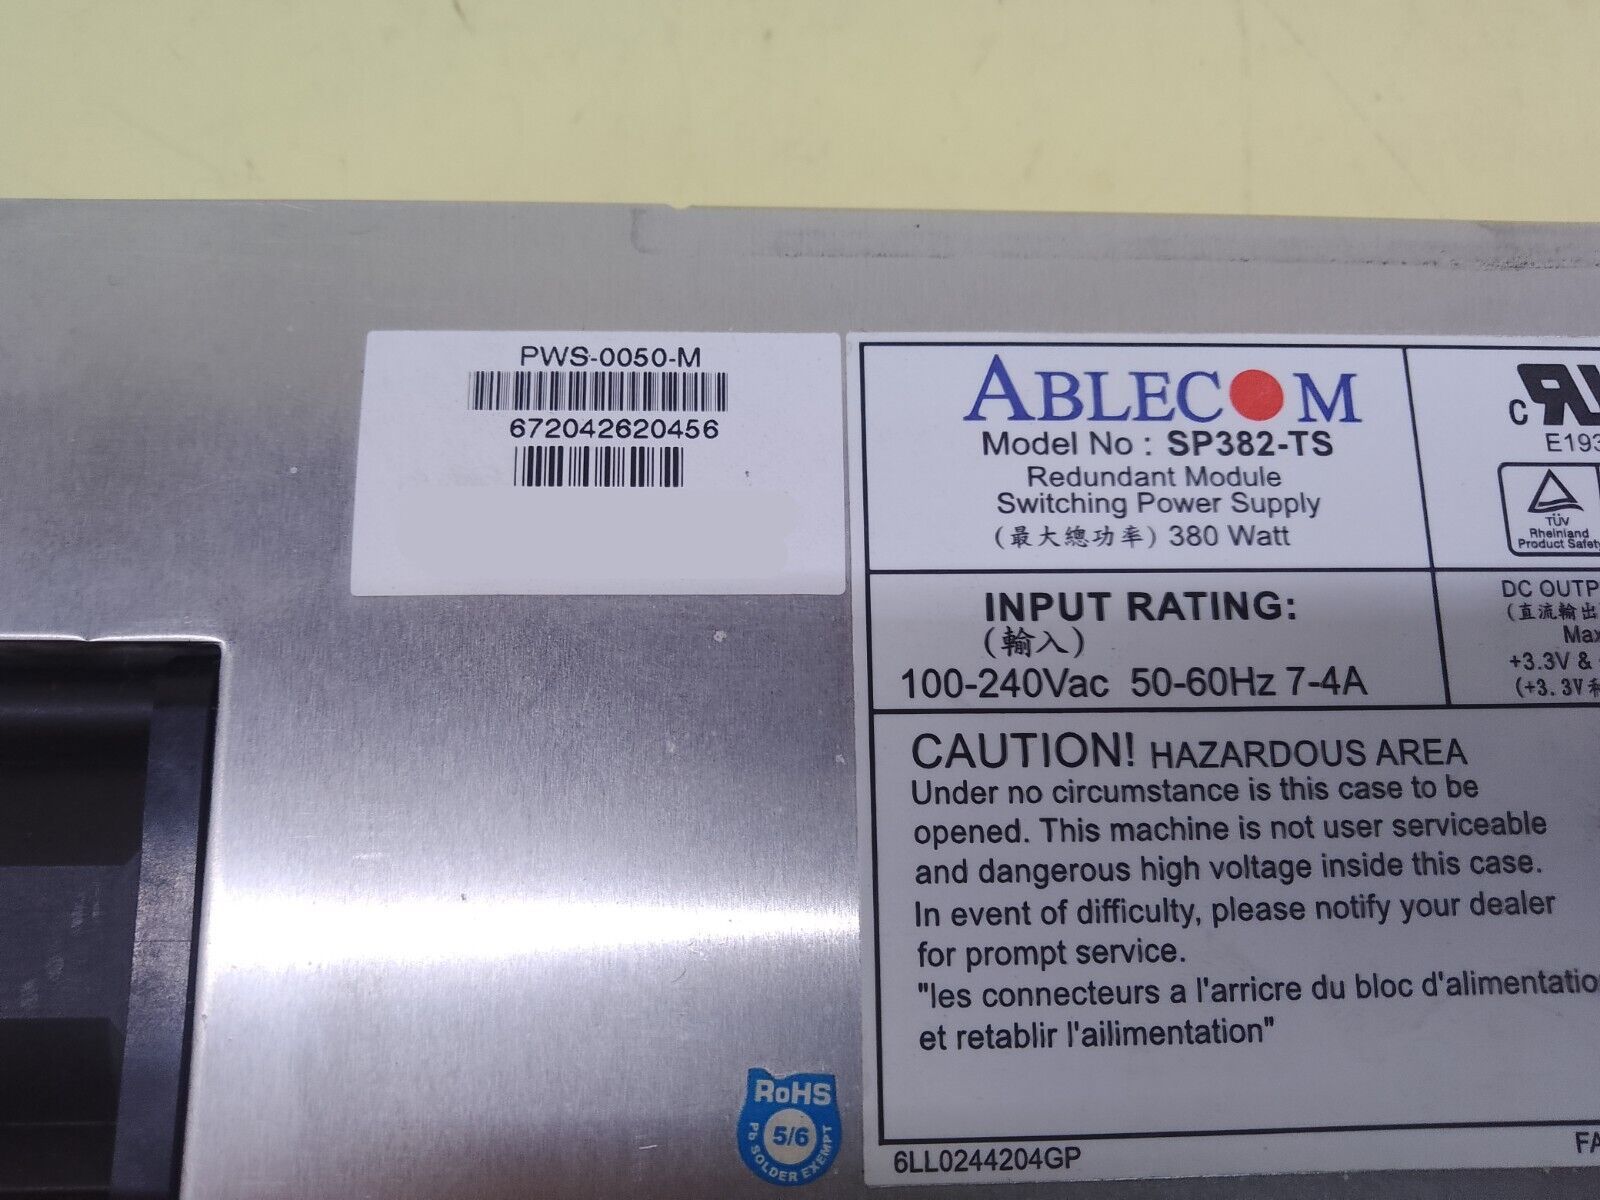 PWS-0050-M
672042620456
ABLECOM
Model No : SP382-TS
Redundant Module
Switching Power Supply
(最大總功率) 380 Watt
INPUT RATING:
(輸入)
100-240Vac 50-60Hz 7-4A
c
E193
TÜV
Rheinland
Product Safety
DC OUTP
(直流輸出
Max
+3.3V &
(+3.3V 和
CAUTION! HAZARDOUS AREA
Under no circumstance is this case to be
opened. This machine is not user serviceable
and dangerous high voltage inside this case.
In event of difficulty, please notify your dealer
for prompt service.
"les connecteurs a l'arricre du bloc d'alimentatio
et retablir l'ailimentation"
6LL0244204GP
FA
RoHS
5/6
Pb SOLDER EXEMPT